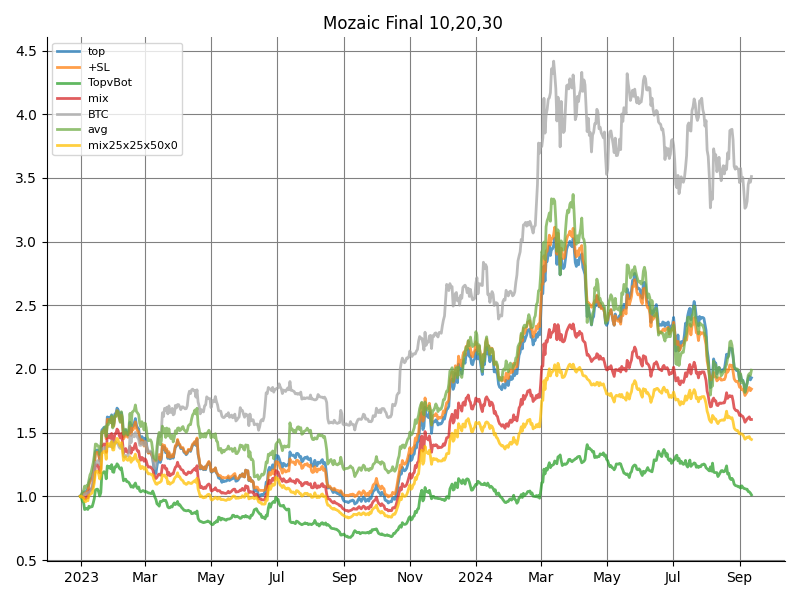 Mozaic Final 10,20,30
top
+SL
TopvBot
mix
BTC
avg
mix25x25x50x0
4.5
4.0
3.5
3.0
2.5
2.0
1.5
1.0
0.5
2023 Mar May Jul Sep Nov 2024 Mar May Jul Sep